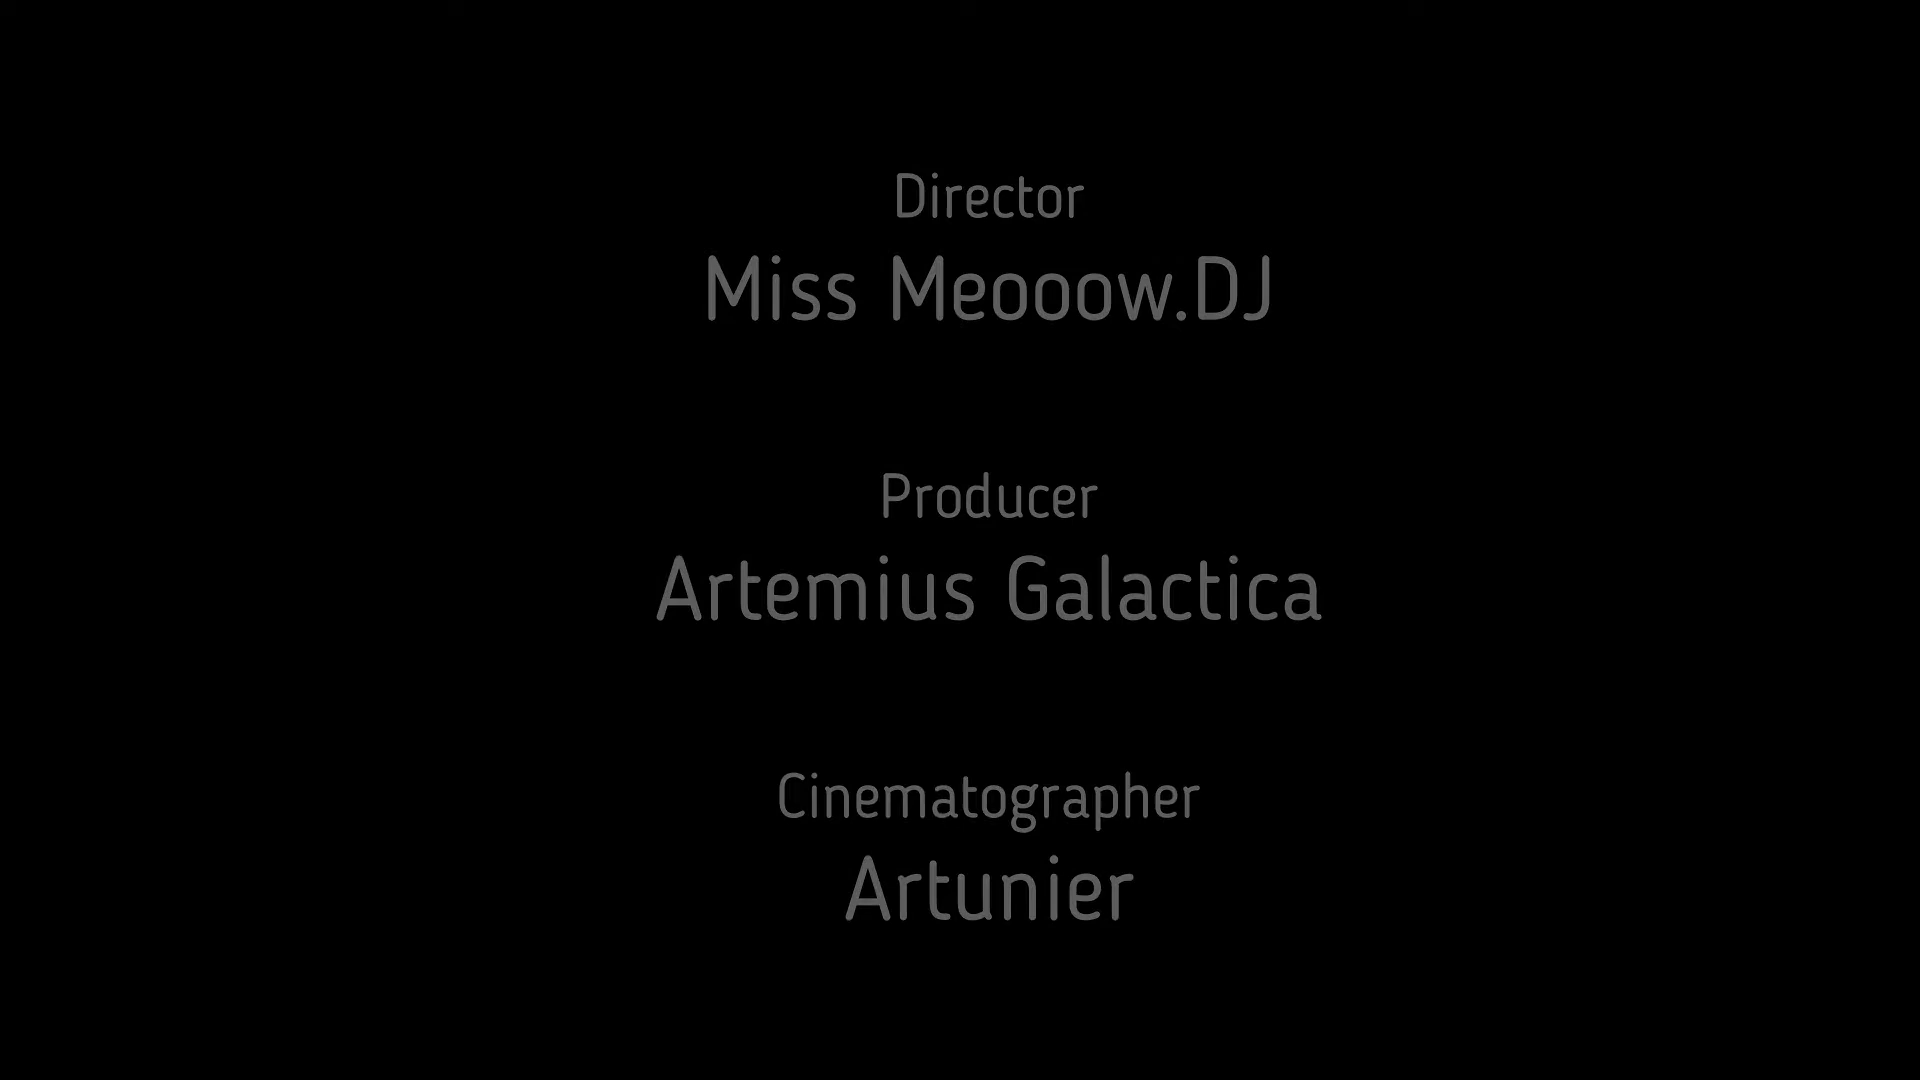 Director
Miss Meooow.DJ
Producer
Artemius Galactica
Cinematographer
Artunier